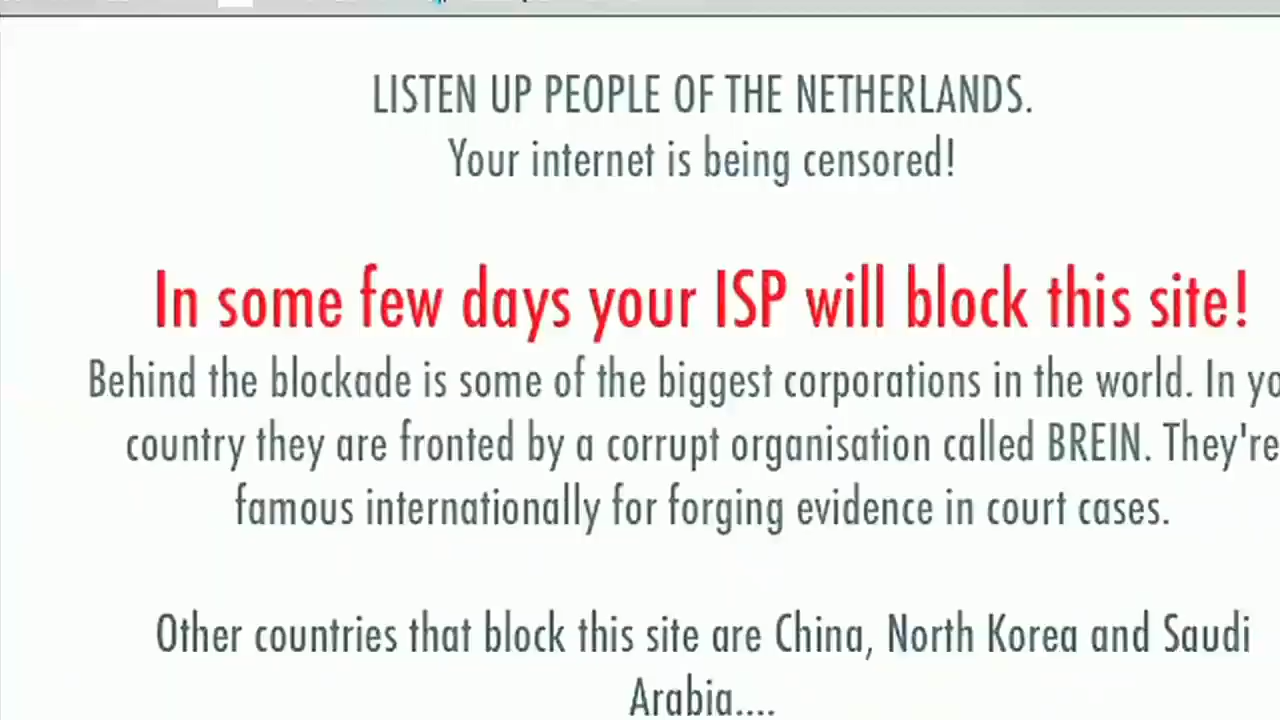 LISTEN UP PEOPLE OF THE NETHERLANDS.
Your internet is being censored!
In some few days your ISP will block this site!
Behind the blockade is some of the biggest corporations in the world. In
country they are fronted by a corrupt organisation called BREIN. They're
famous internationally for forging evidence in court cases.
Other countries that block this site are China, North Korea and Saudi
Arabia....